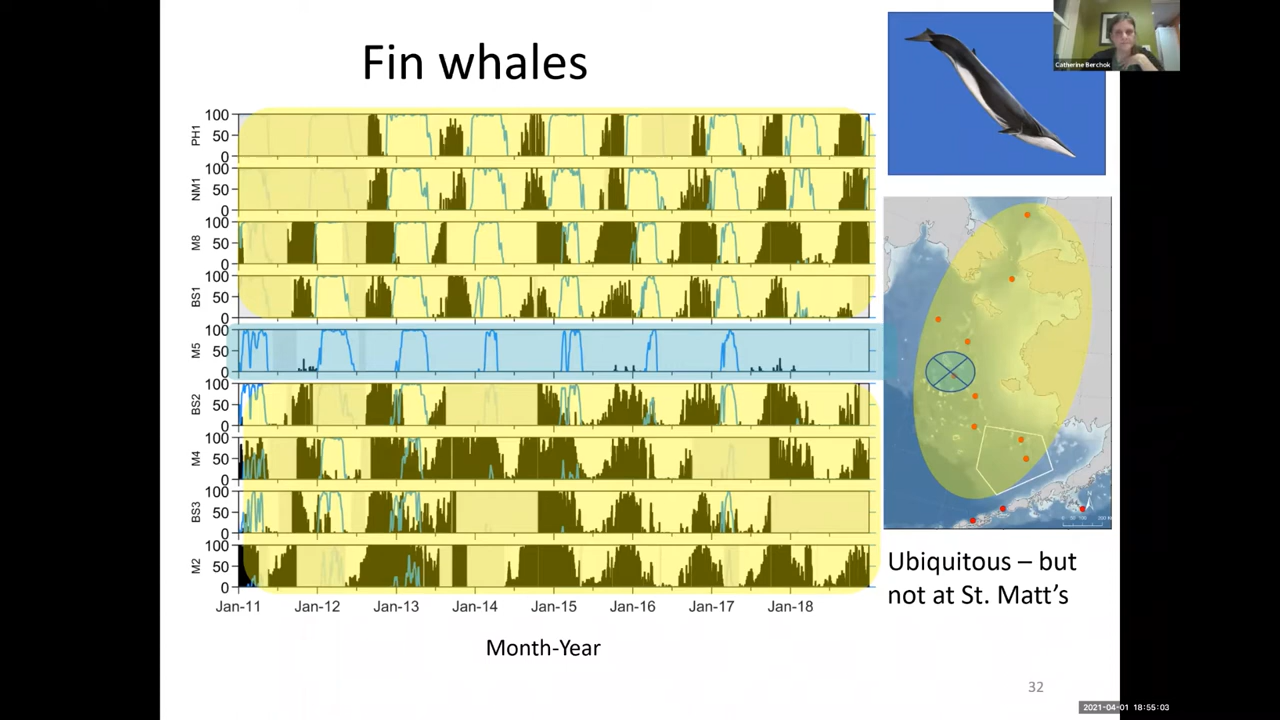 Fin whales
Catherine Berchok
100
50
0
PH1
100
50
0
NM1
100
50
0
M8
100
50
0
BS1
100
50
0
M5
100
50
0
BS2
100
50
0
M4
100
50
0
BS3
100
50
0
M2
Jan-11 Jan-12 Jan-13 Jan-14 Jan-15 Jan-16 Jan-17 Jan-18
Month-Year
N
Ubiquitous – but
not at St. Matt’s
32
2021-04-01 18:55:03